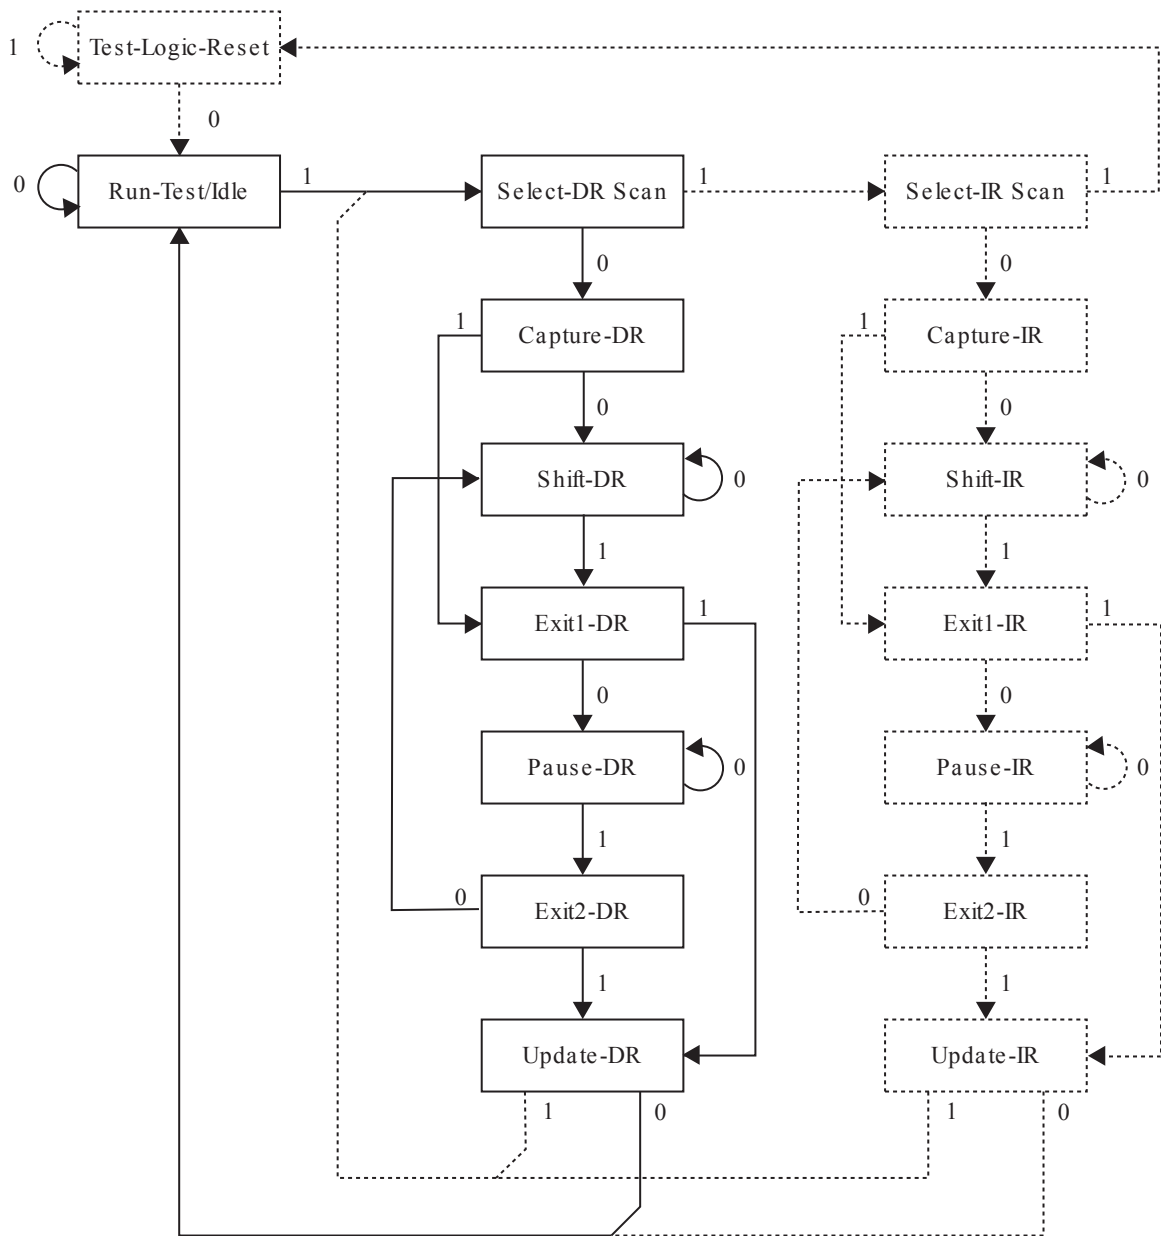 1 Test-Logic-Reset
0
0 Run-Test/Idle 1 Select-DR Scan 1 Select-IR Scan 1
0 0
1 Capture-DR 1 Capture-IR
0 0
Shift-DR 0 Shift-IR 0
1 1
Exit1-DR 1 Exit1-IR 1
0 0
Pause-DR 0 Pause-IR 0
1 1
0 Exit2-DR 0 Exit2-IR
1 1
Update-DR Update-IR
1 0 1 0